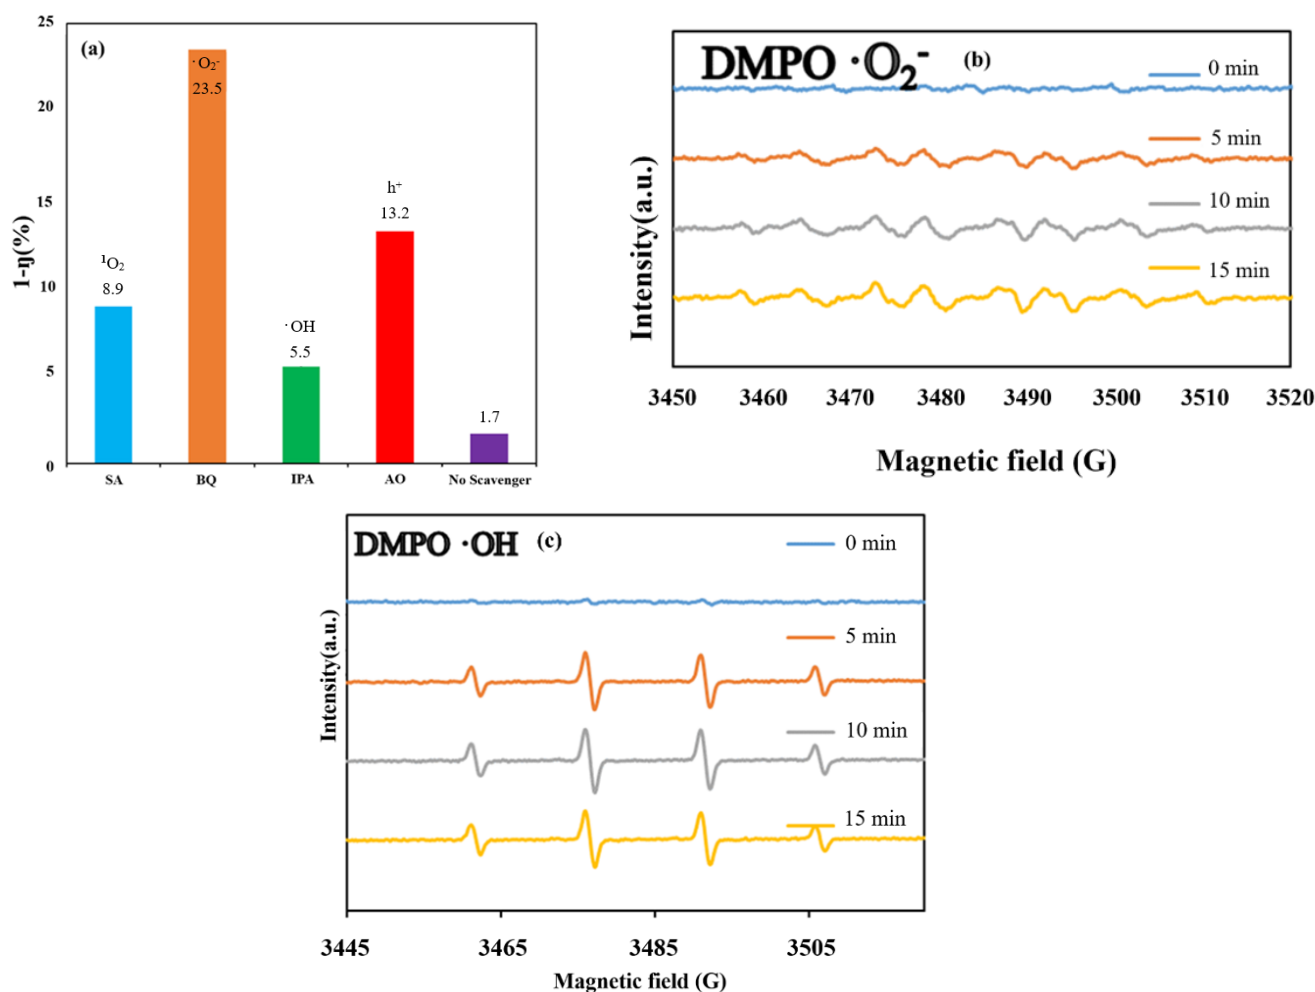 (a)
25
20
15
10
5
0
1-ŋ(%)
¹O₂
8.9
·O₂⁻
23.5
·OH
5.5
h⁺
13.2
1.7
SA BQ IPA AO No Scavenger
DMPO ·O₂⁻ (b)
0 min
5 min
10 min
15 min
Intensity(a.u.)
3450 3460 3470 3480 3490 3500 3510 3520
Magnetic field (G)
DMPO ·OH (c)
0 min
5 min
10 min
15 min
Intensity(a.u.)
3445 3465 3485 3505
Magnetic field (G)